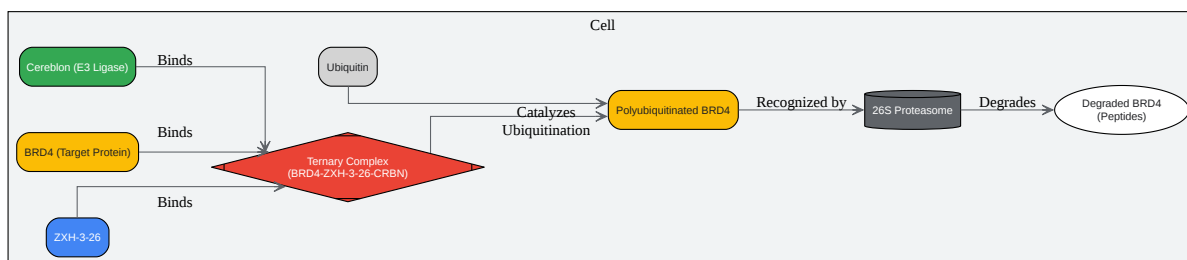 Cell
Cereblon (E3 Ligase)
Binds
Ubiquitin
BRD4 (Target Protein)
Binds
Ternary Complex
(BRD4-ZXH-3-26-CRBN)
Binds
ZXH-3-26
Catalyzes
Ubiquitination
Polyubiquitinated BRD4
Recognized by
26S Proteasome
Degrades
Degraded BRD4
(Peptides)